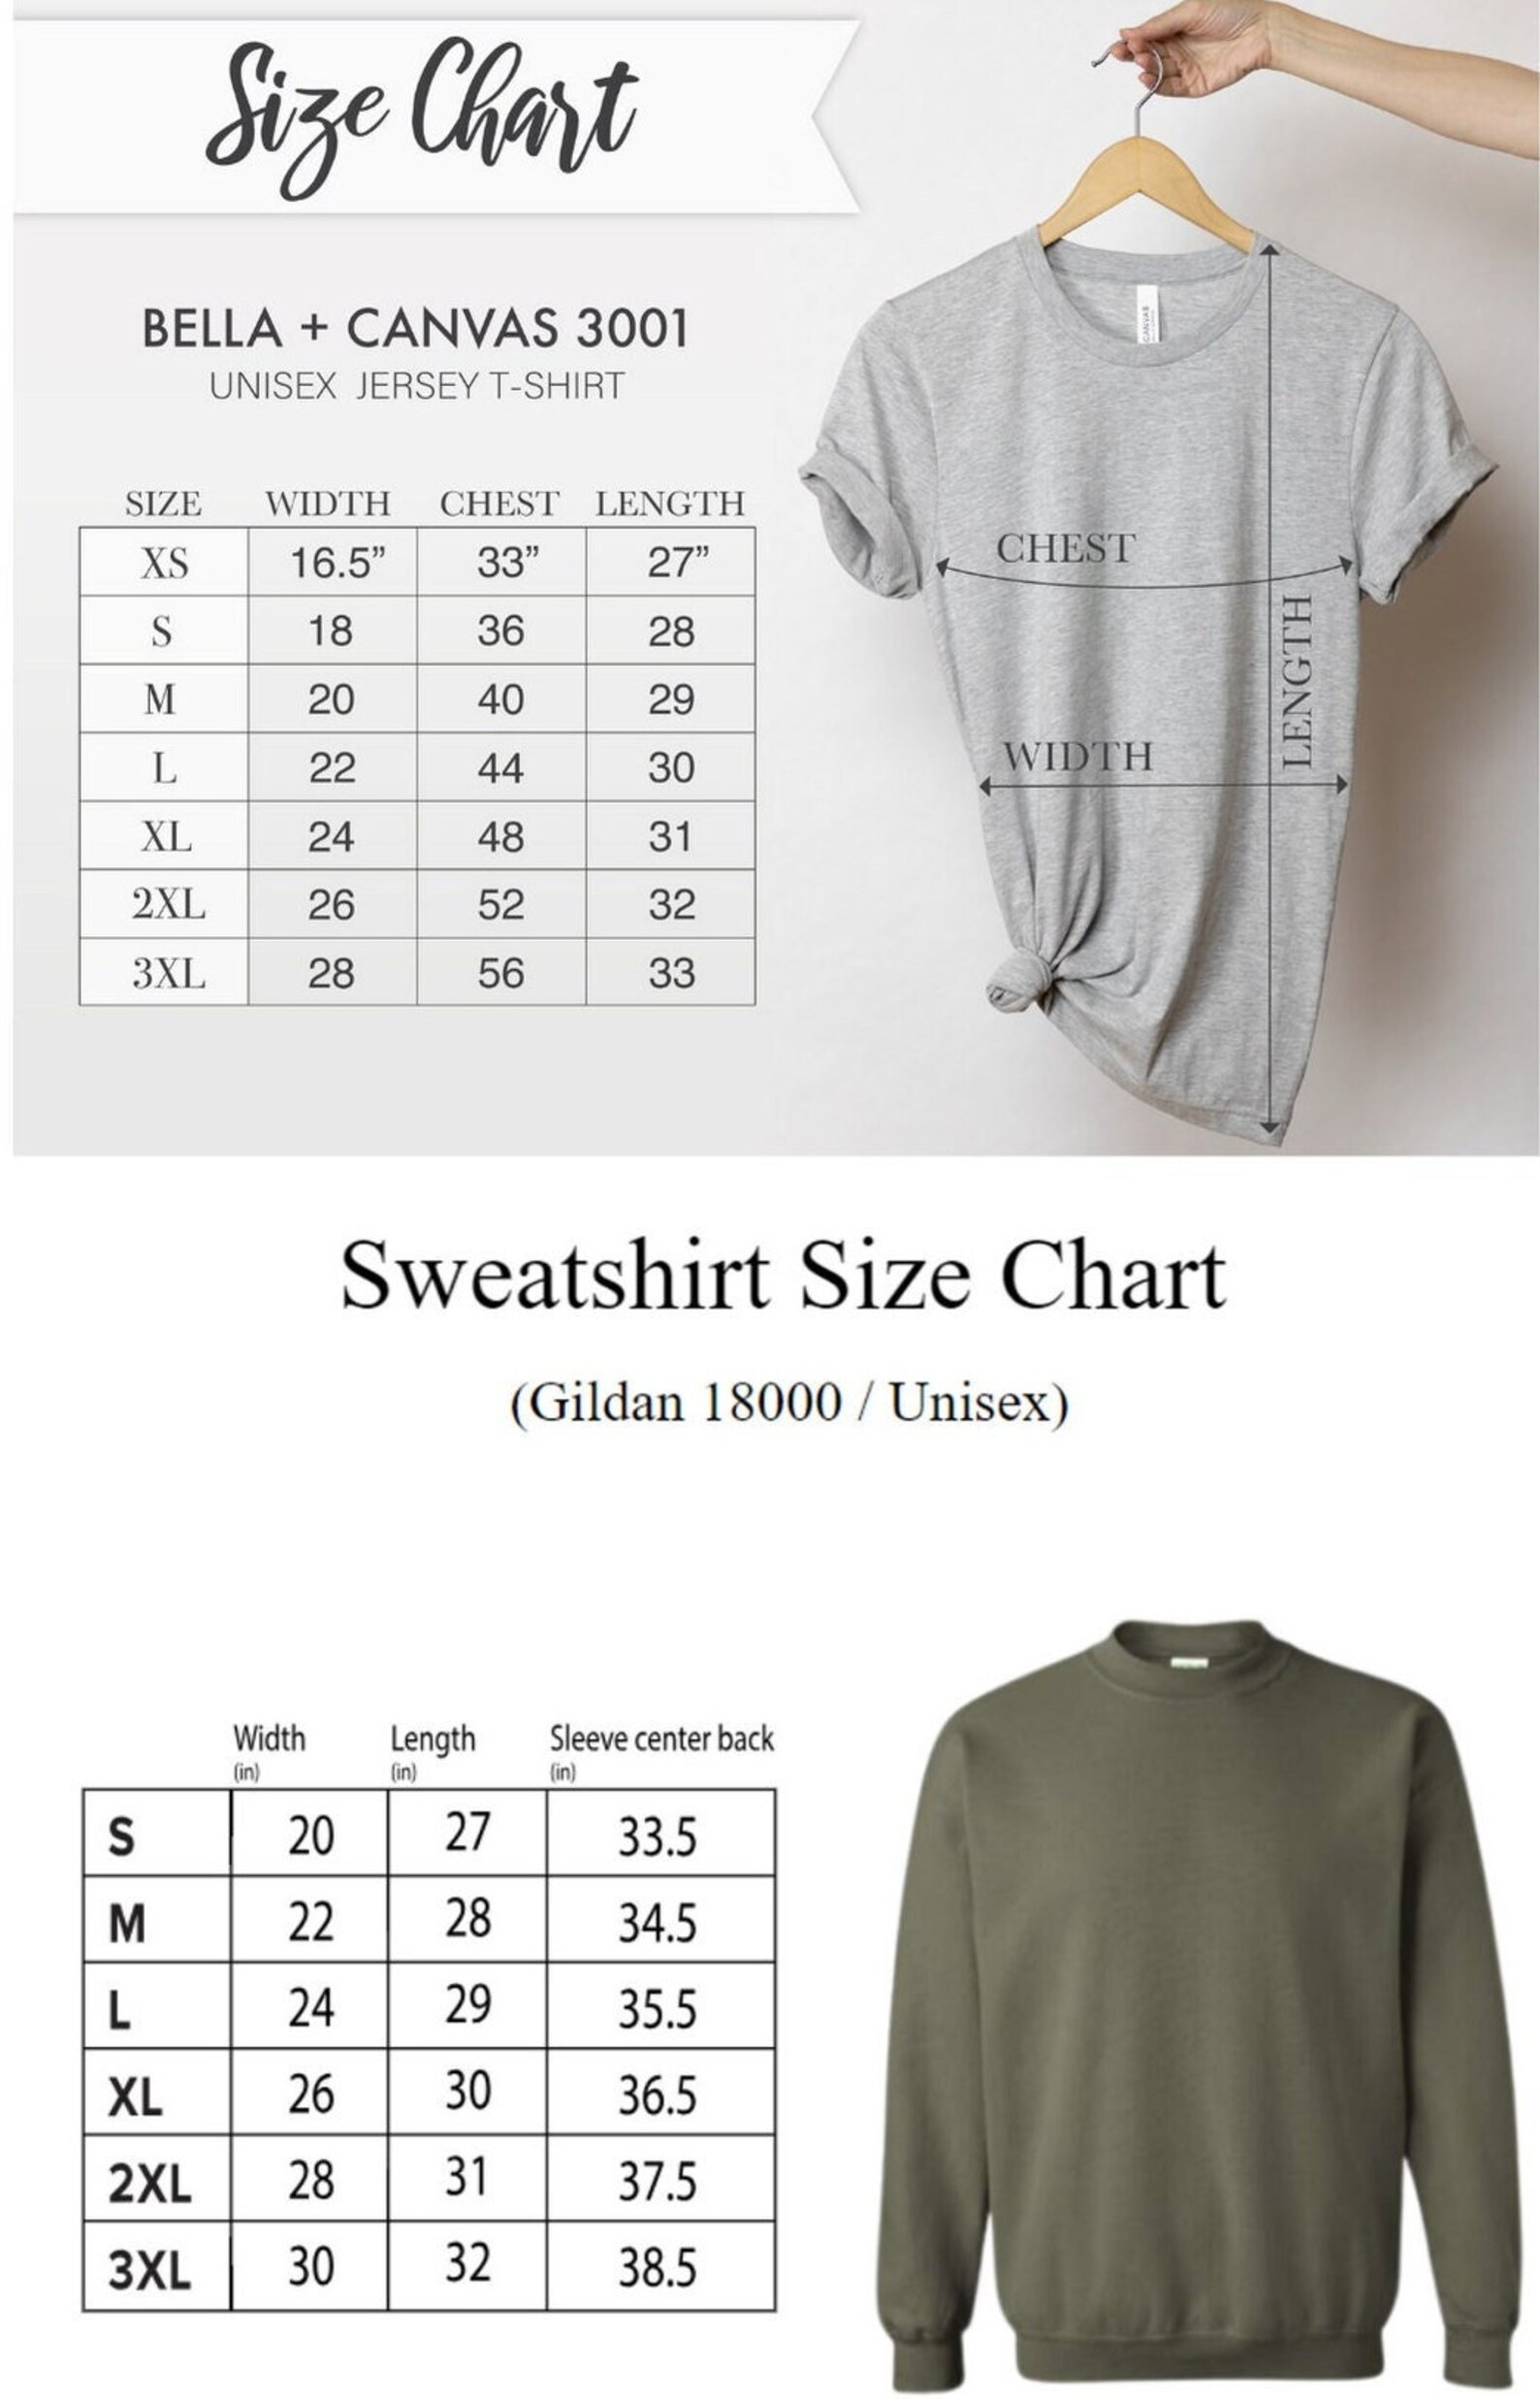 Size Chart
BELLA + CANVAS 3001
UNISEX JERSEY T-SHIRT
SIZE WIDTH CHEST LENGTH
XS 16.5” 33” 27”
S 18 36 28
M 20 40 29
L 22 44 30
XL 24 48 31
2XL 26 52 32
3XL 28 56 33
CANVAS
CHEST
LENGTH
WIDTH
Sweatshirt Size Chart
(Gildan 18000 / Unisex)
Width Length Sleeve center back
(in) (in) (in)
S 20 27 33.5
M 22 28 34.5
L 24 29 35.5
XL 26 30 36.5
2XL 28 31 37.5
3XL 30 32 38.5